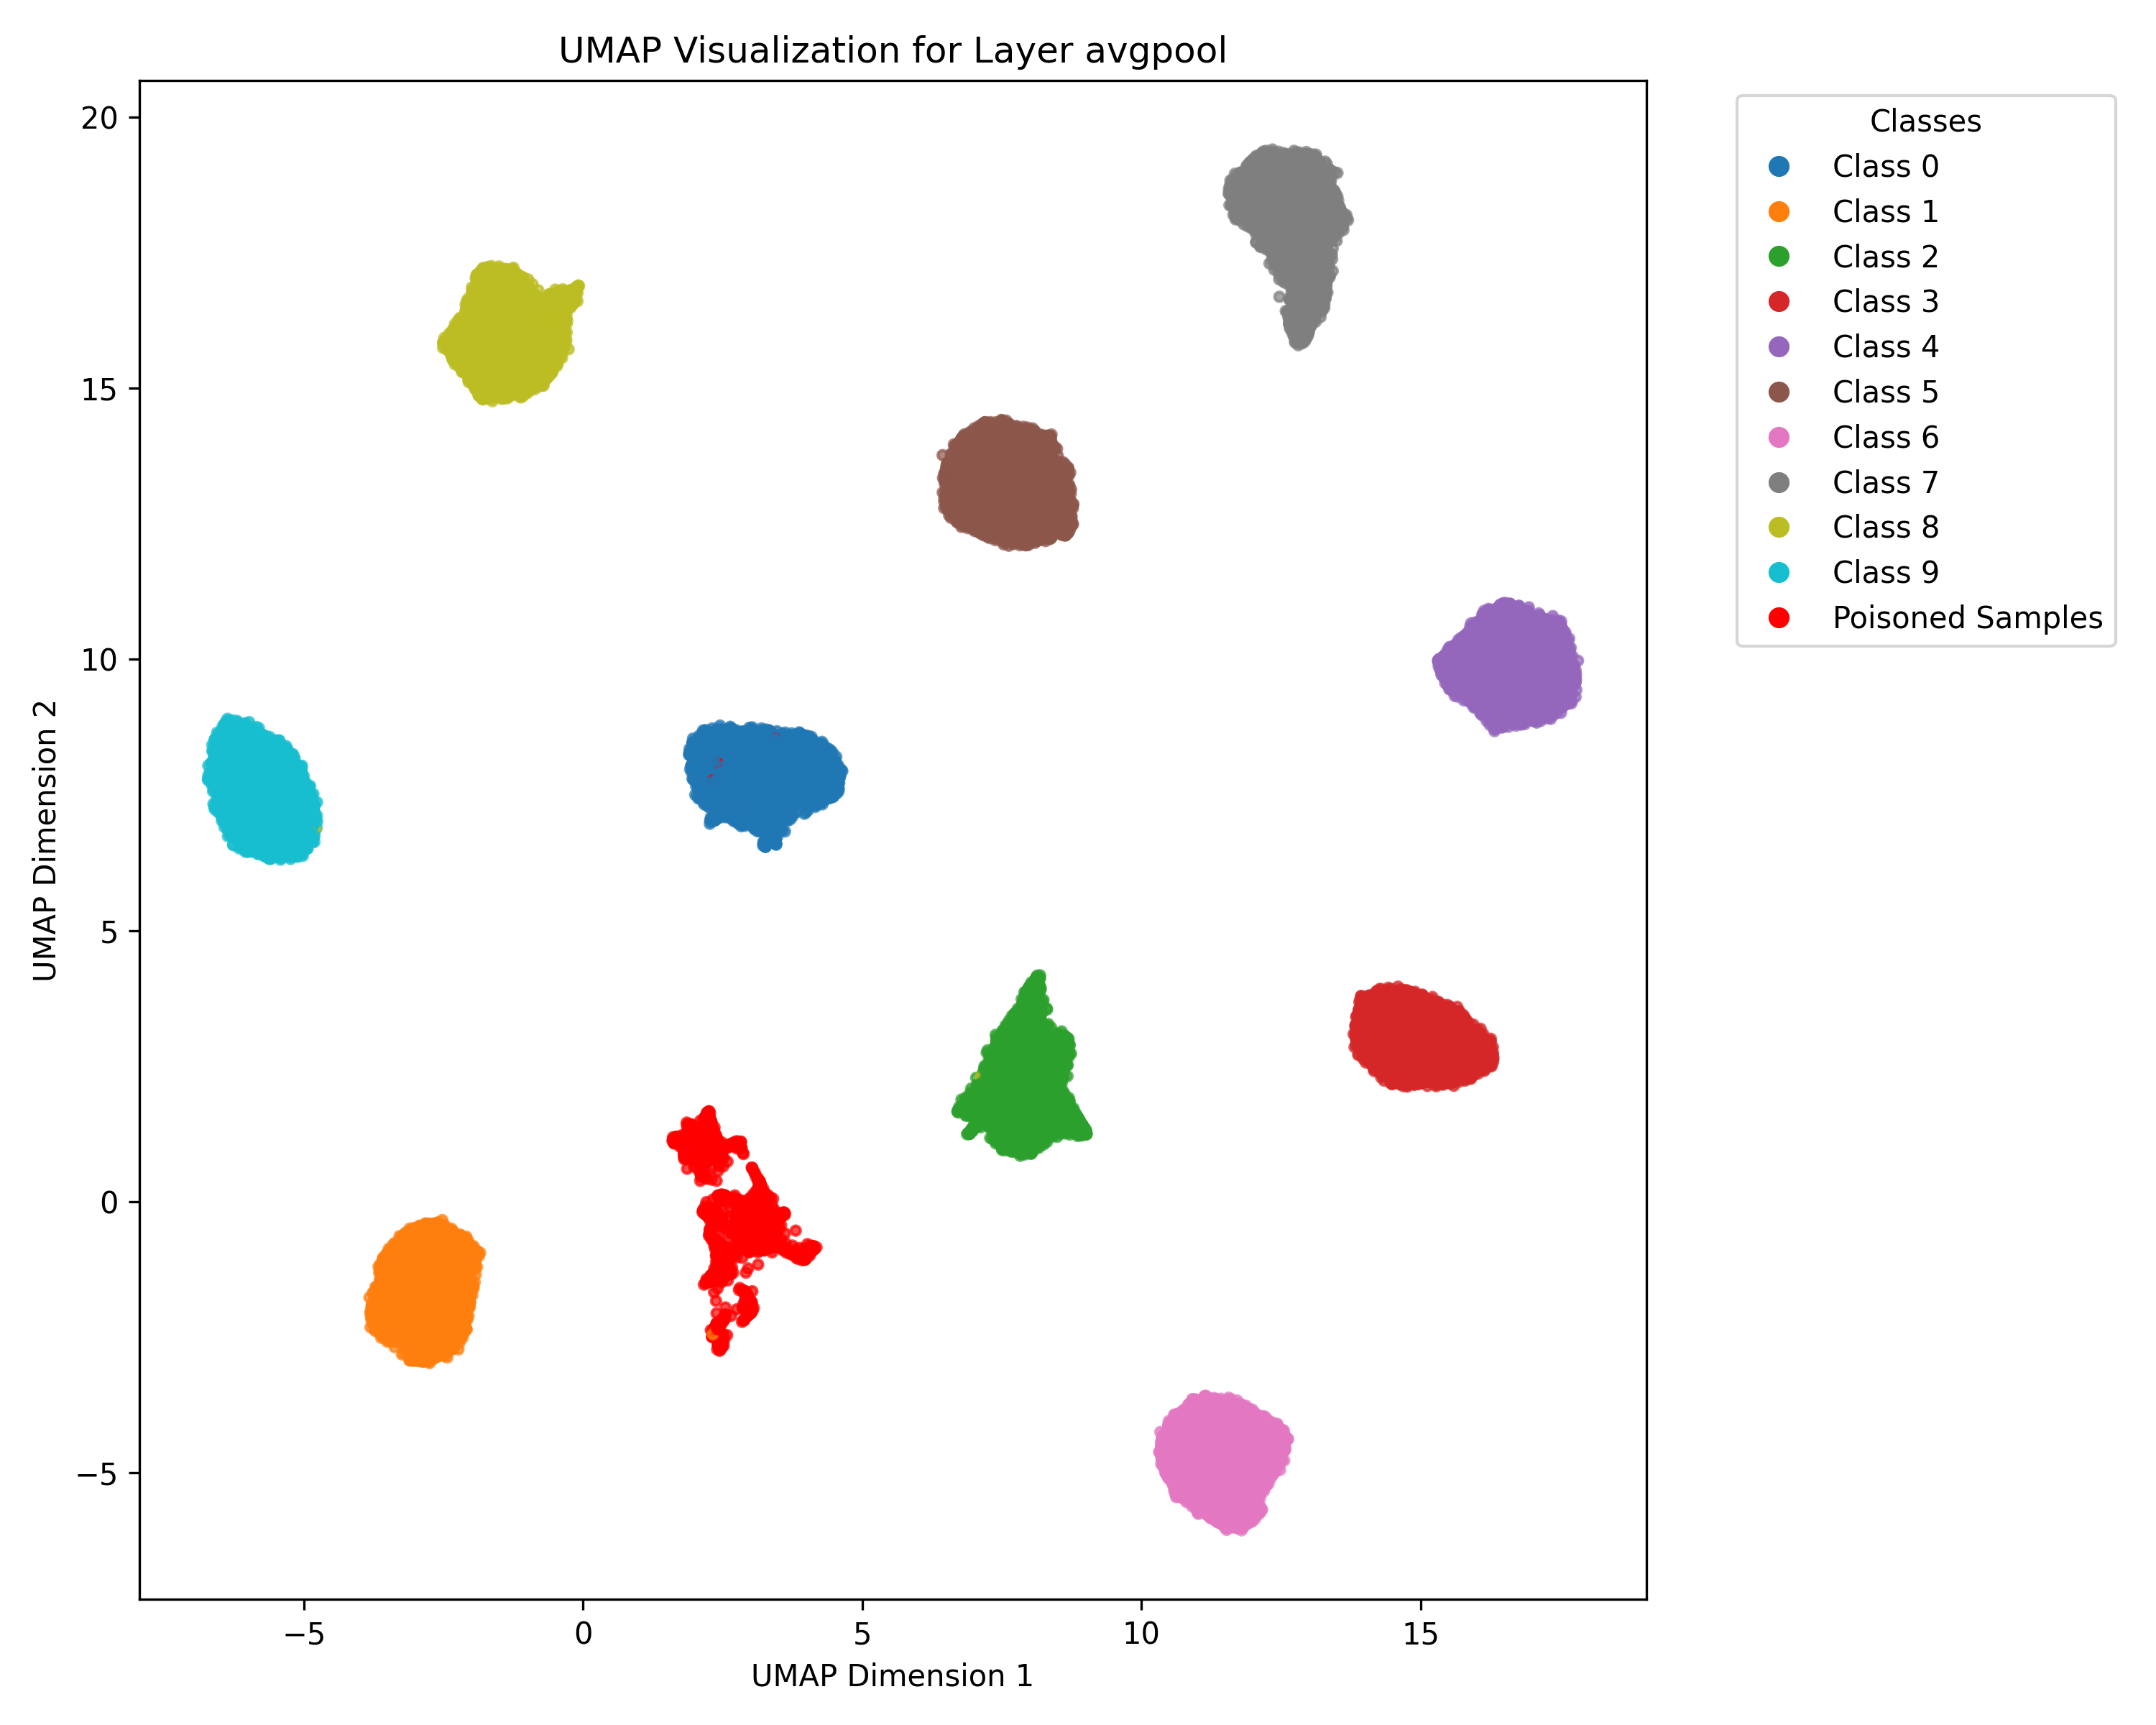 UMAP Visualization for Layer avgpool
20
15
10
5
0
−5
UMAP Dimension 2
−5
0
5
10
15
UMAP Dimension 1
Classes
Class 0
Class 1
Class 2
Class 3
Class 4
Class 5
Class 6
Class 7
Class 8
Class 9
Poisoned Samples